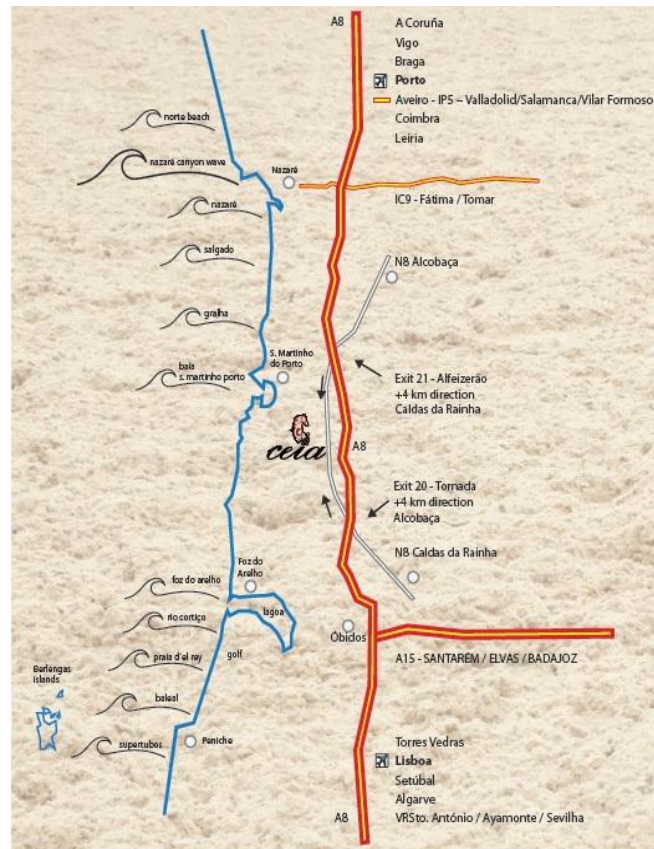 A8
A Coruña
Vigo
Braga
Porto
Aveiro - IP5 – Valladolid/Salamanca/Vilar Formoso
Coimbra
Leiria
norte beach
nazaré canyon wave
Nazaré
IC9 - Fátima / Tomar
nazaré
salgado
N8 Alcobaça
gralha
S. Martinho
do Porto
baía
s. martinho porto
Exit 21 - Alfeizerão
+4 km direction
Caldas da Rainha
ceia
A8
Exit 20 - Tornada
+4 km direction
Alcobaça
N8 Caldas da Rainha
Foz do
Arelho
foz do arelho
lagoa
rio cortiço
Óbidos
golf
praia d'el rey
A15 - SANTARÉM / ELVAS / BADAJOZ
Berlengas
Islands
baleal
supertubos
Peniche
Torres Vedras
Lisboa
Setúbal
Algarve
A8
VRSto. António / Ayamonte / Sevilha